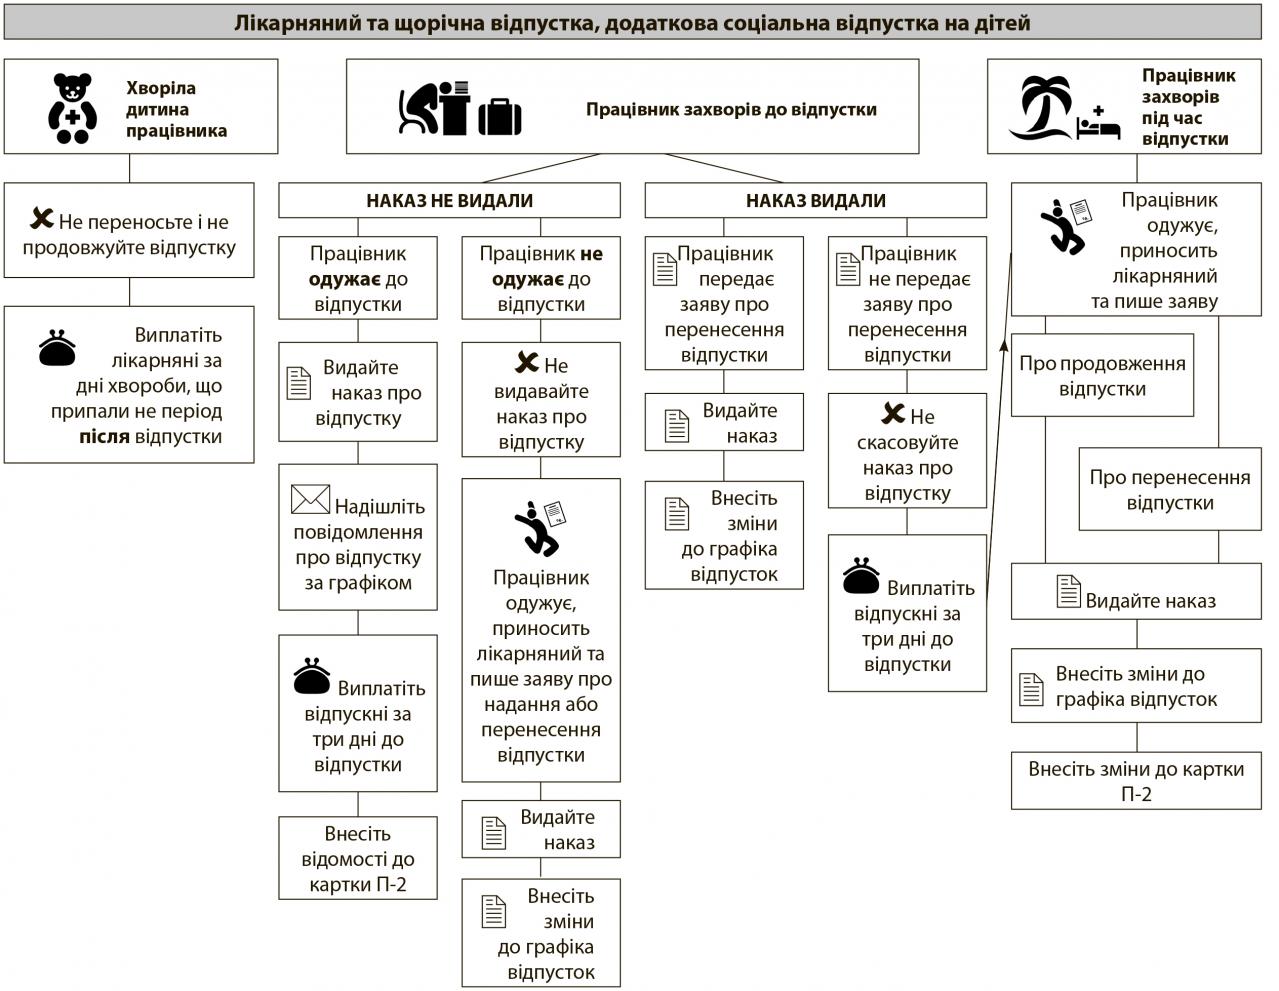 Лікарняний та щорічна відпустка, додаткова соціальна відпустка на дітей
Хворіла
дитина
працівника
Не переносьте і не
продовжуйте відпустку
Виплатіть
лікарняні за
дні хвороби, що
припали не період
після відпустки
Працівник захворів до відпустки
НАКАЗ НЕ ВИДАЛИ
Працівник
одужає до
відпустки
Видайте
наказ про
відпустку
Надішліть
повідомлення
про відпустку
за графіком
Виплатіть
відпускні за
три дні до
відпустки
Внесіть
відомості до
картки П-2
Працівник не
одужає до
відпустки
Не
видавайте
наказ про
відпустку
Працівник
одужує,
приносить
лікарняний та
пише заяву про
надання або
перенесення
відпустки
Видайте
наказ
Внесіть
зміни
до графіка
відпусток
НАКАЗ ВИДАЛИ
Працівник
передає
заяву про
перенесення
відпустки
Видайте
наказ
Внесіть
зміни
до графіка
відпусток
Працівник
не передає
заяву про
перенесення
відпустки
Не
скасовуйте
наказ про
відпустку
Виплатіть
відпускні за
три дні до
відпустки
Працівник
захворів
під час
відпустки
Працівник
одужує,
приносить
лікарняний
та пише заяву
Про продовження
відпустки
Про перенесення
відпустки
Видайте наказ
Внесіть зміни до
графіка відпусток
Внесіть зміни до картки
П-2